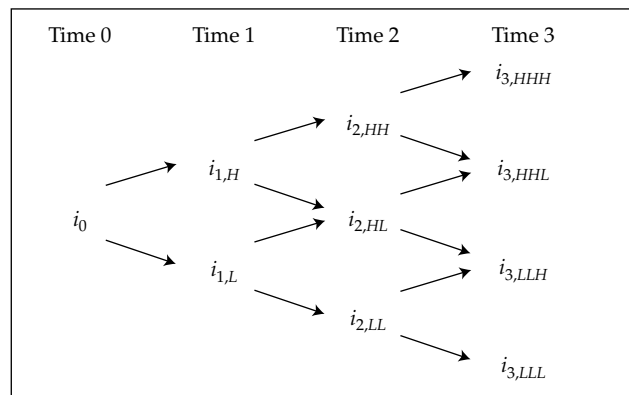 Time 0 Time 1 Time 2 Time 3
i3,HHH
i2,HH
i1,H i3,HHL
i0 i2,HL
i1,L i3,LLH
i2,LL
i3,LLL